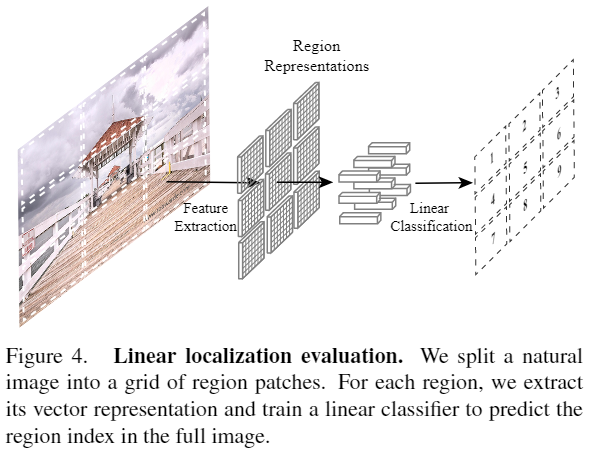 Region
Representations
Feature
Extraction
Linear
Classification
1 2 3
4 5 6
7 8 9
Figure 4. Linear localization evaluation. We split a natural
image into a grid of region patches. For each region, we extract
its vector representation and train a linear classifier to predict the
region index in the full image.